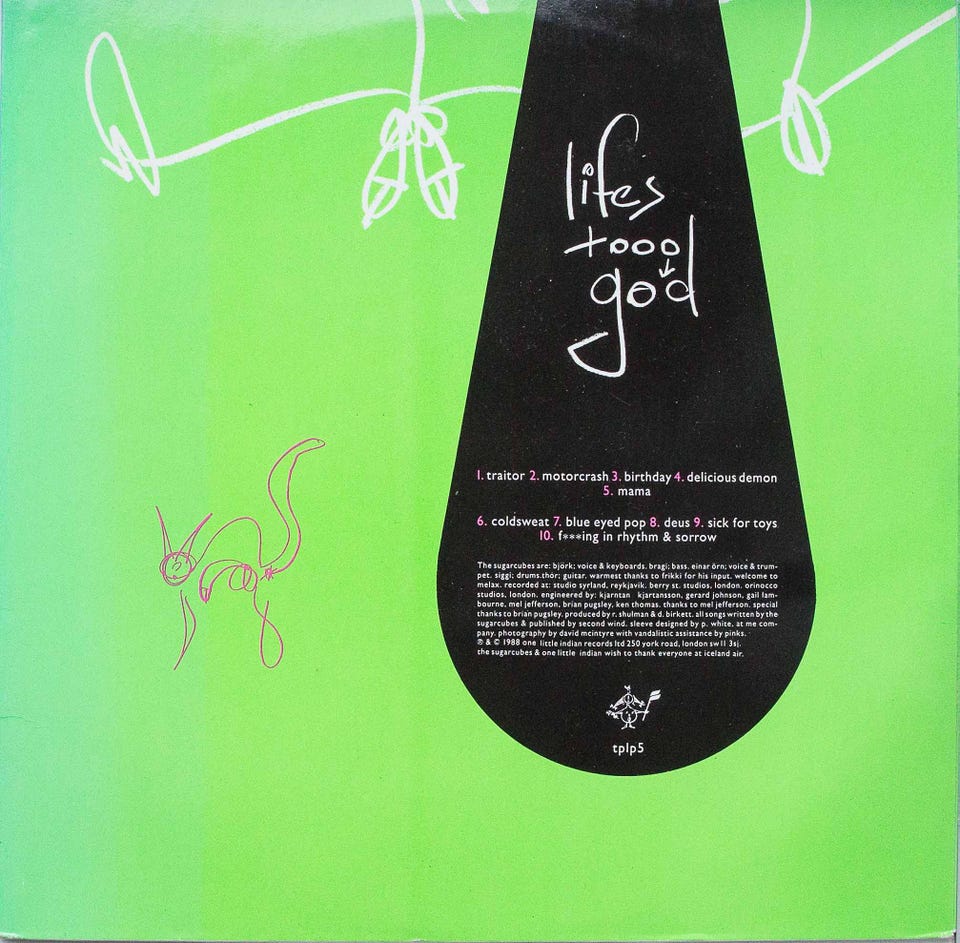 lifes
tooo
go'd
1. traitor 2. motorcrash 3. birthday 4. delicious demon
5. mama
6. coldsweat 7. blue eyed pop 8. deus 9. sick for toys
10. f***ing in rhythm & sorrow
The sugarcubes are: björk; voice & keyboards. bragi; bass. einar örn; voice & trum-
pet. siggi; drums.thór; guitar. warmest thanks to frikki for his input. welcome to
melax. recorded at: studio syrland, reykjavik. berry st. studios, london. orinocco
studios, london. engineered by: kjarntan kjartansson, gerard johnson, gail lam-
bourne, mel jefferson, brian pugsley, ken thomas. thanks to mel jefferson. special
thanks to brian pugsley. produced by r. shulman & d. birkett. all songs written by the
sugarcubes & published by second wind. sleeve designed by p. white. at me com-
pany. photography by david mcintyre with vandalistic assistance by pinks.
℗ & © 1988 one little indian records ltd 250 york road, london sw11 3sj.
the sugarcubes & one little indian wish to thank everyone at iceland air.
tplp5